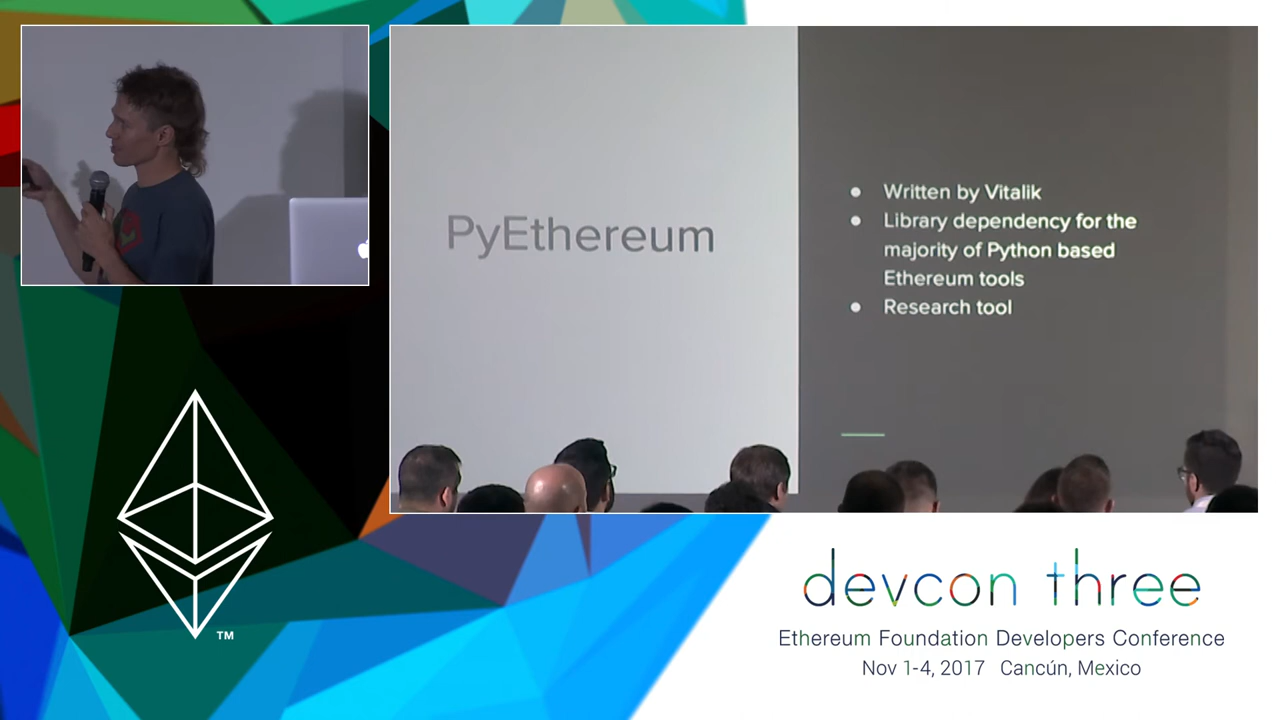 PyEthereum
● Written by Vitalik
● Library dependency for the
majority of Python based
Ethereum tools
● Research tool
TM
devcon three
Ethereum Foundation Developers Conference
Nov 1-4, 2017 Cancún, Mexico